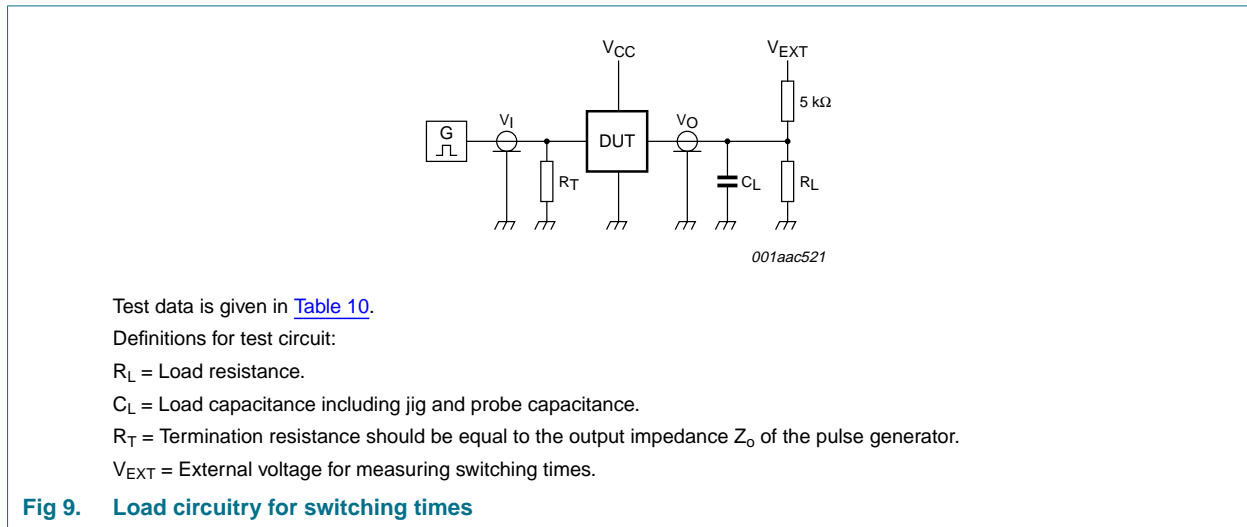 VCC
VEXT
5 kΩ
G
VI
DUT
VO
RT
CL
RL
001aac521
Test data is given in Table 10.
Definitions for test circuit:
RL = Load resistance.
CL = Load capacitance including jig and probe capacitance.
RT = Termination resistance should be equal to the output impedance Zo of the pulse generator.
VEXT = External voltage for measuring switching times.
Fig 9. Load circuitry for switching times